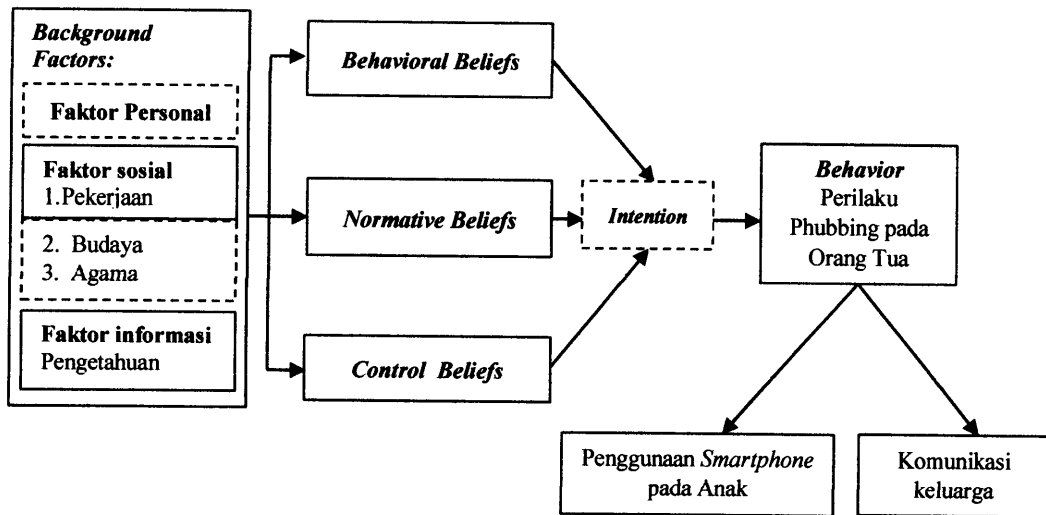 Background
Factors:
Faktor Personal
Faktor sosial
1.Pekerjaan
2. Budaya
3. Agama
Faktor informasi
Pengetahuan
Behavioral Beliefs
Normative Beliefs
Control Beliefs
Intention
Behavior
Perilaku
Phubbing pada
Orang Tua
Penggunaan Smartphone
pada Anak
Komunikasi
keluarga